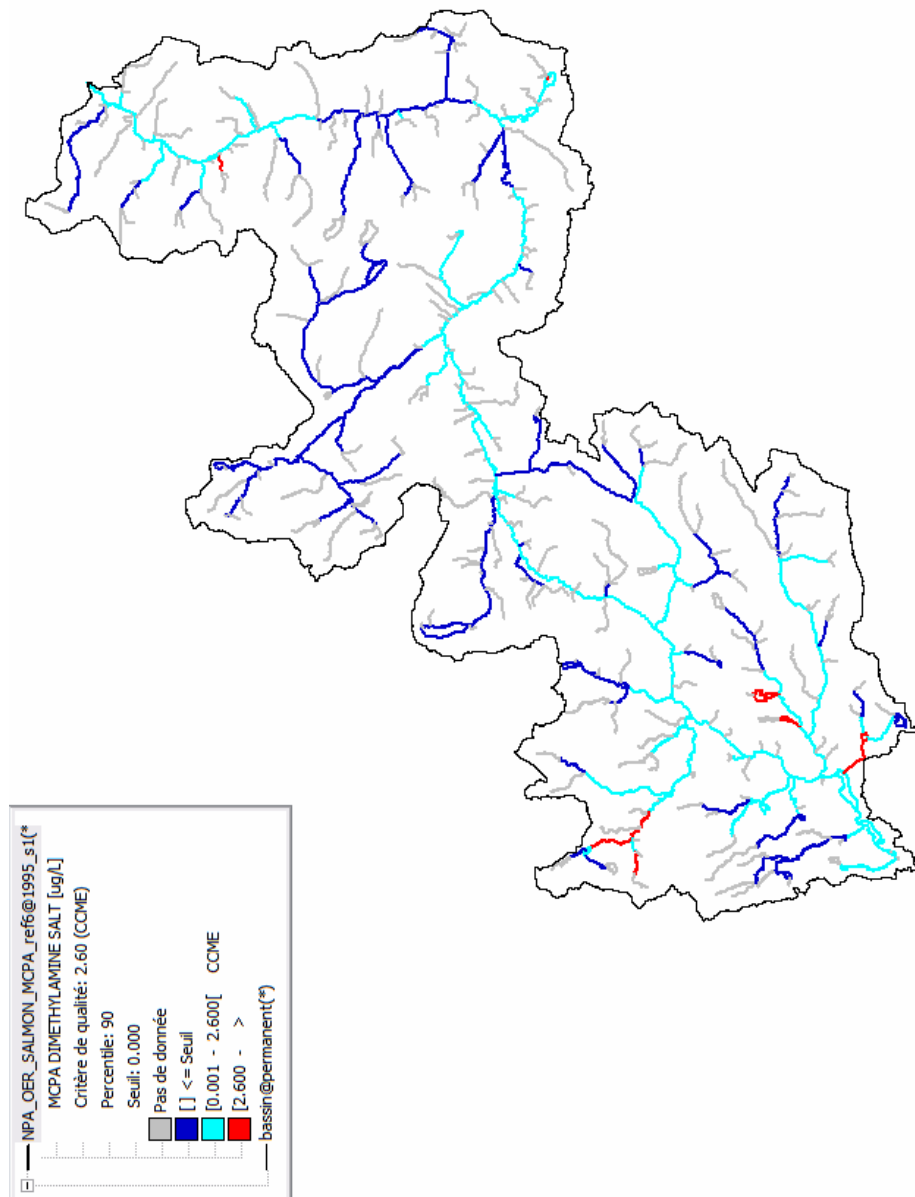 NPA_OER_SALMON_MCPA_ref6@1995_s1(*
MCPA DIMETHYLAMINE SALT [ug/L]
Critère de qualité: 2.60 (CCME)
Percentile: 90
Seuil: 0.000
Pas de donnée
[ ] <= Seuil
[0.001 - 2.600[ CCME
[2.600 - >
bassin@permanent(*)